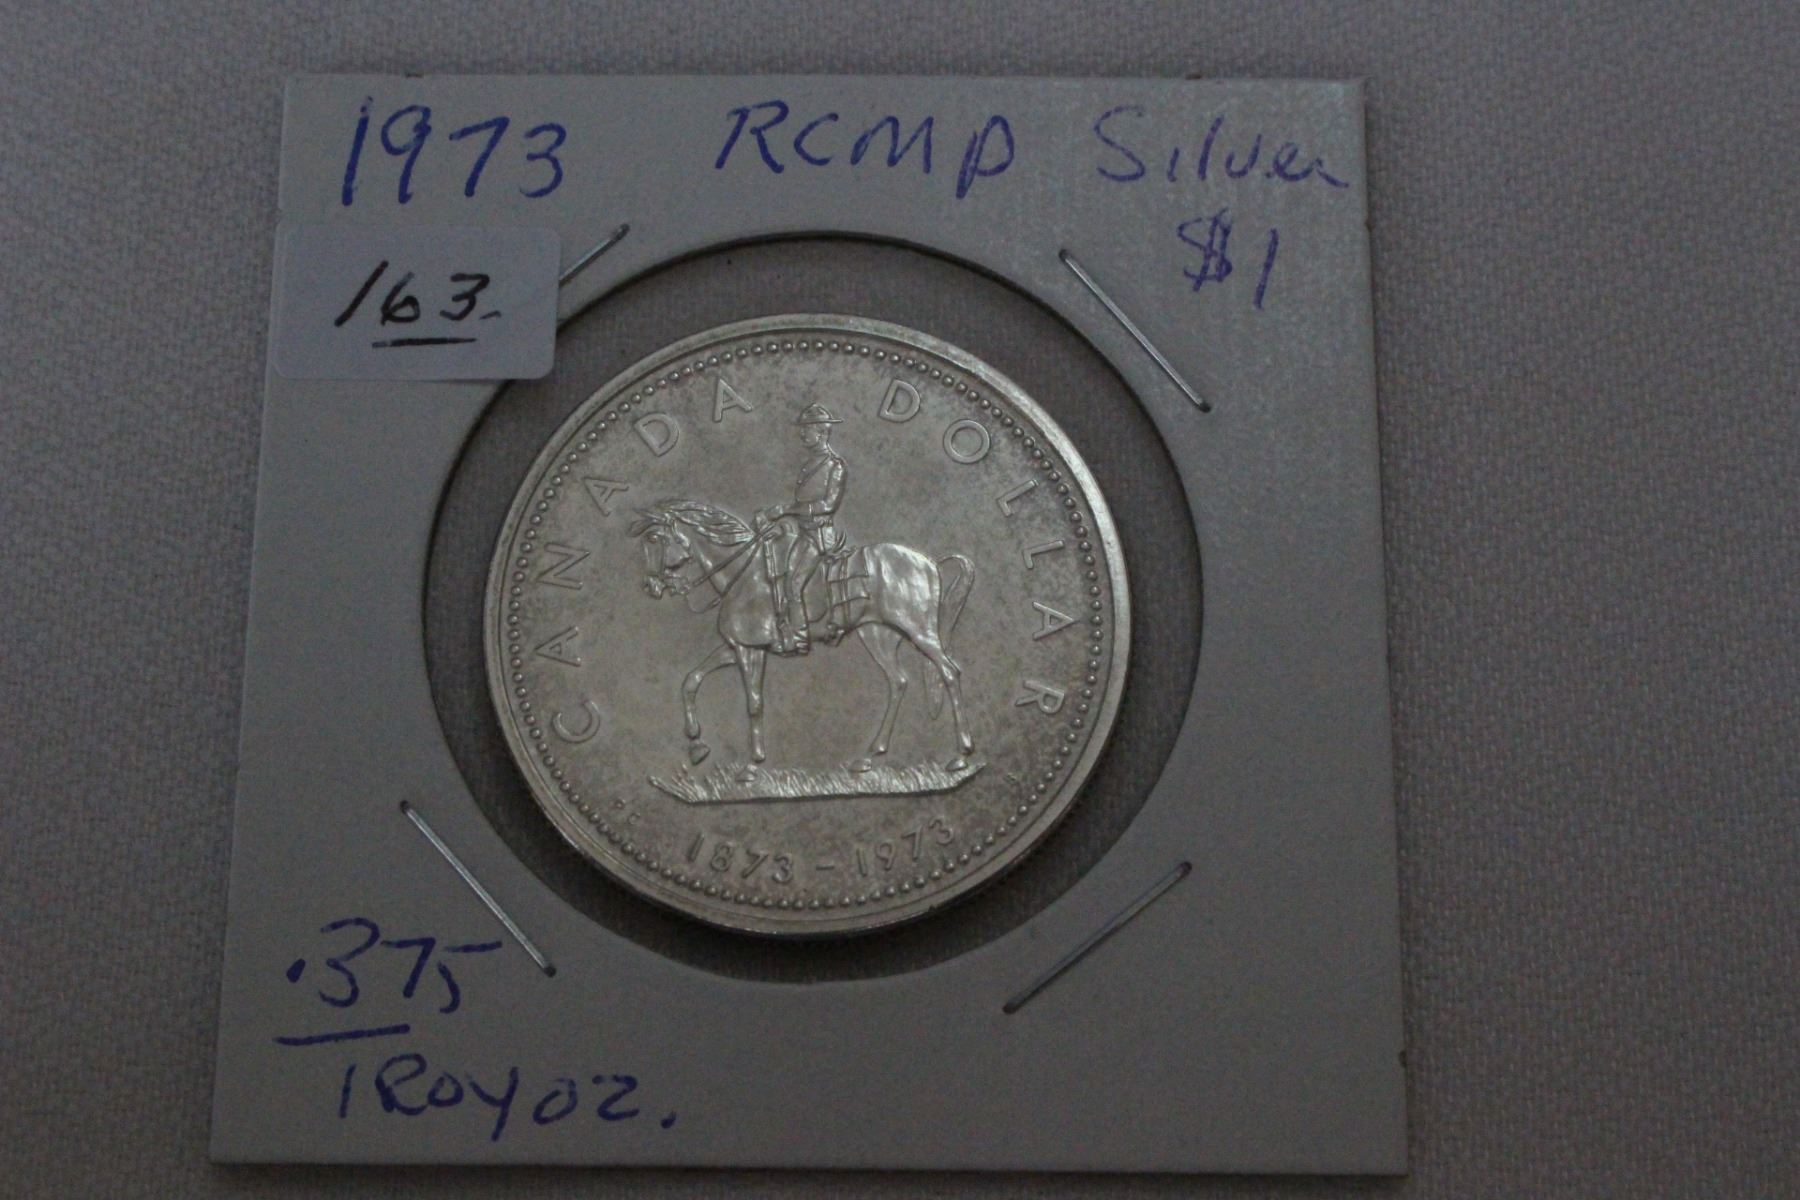 1973 RCMP Silver
$1
163.
CANADA DOLLAR
1873 - 1973
.375
TROY OZ.